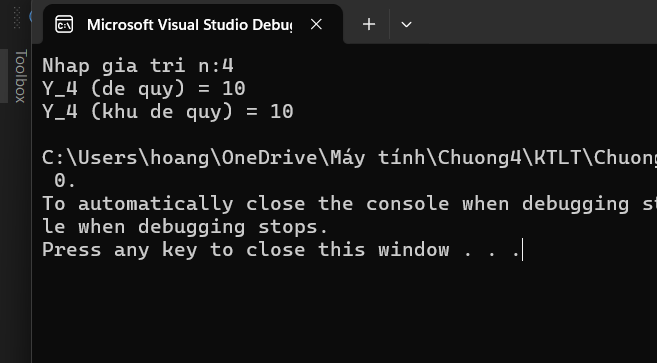 Microsoft Visual Studio Debu
Toolbox
Nhap gia tri n:4
Y_4 (de quy) = 10
Y_4 (khu de quy) = 10
C:\Users\hoang\OneDrive\Máy tính\Chuong4\KTLT\Chuong
0.
To automatically close the console when debugging st
le when debugging stops.
Press any key to close this window . . .